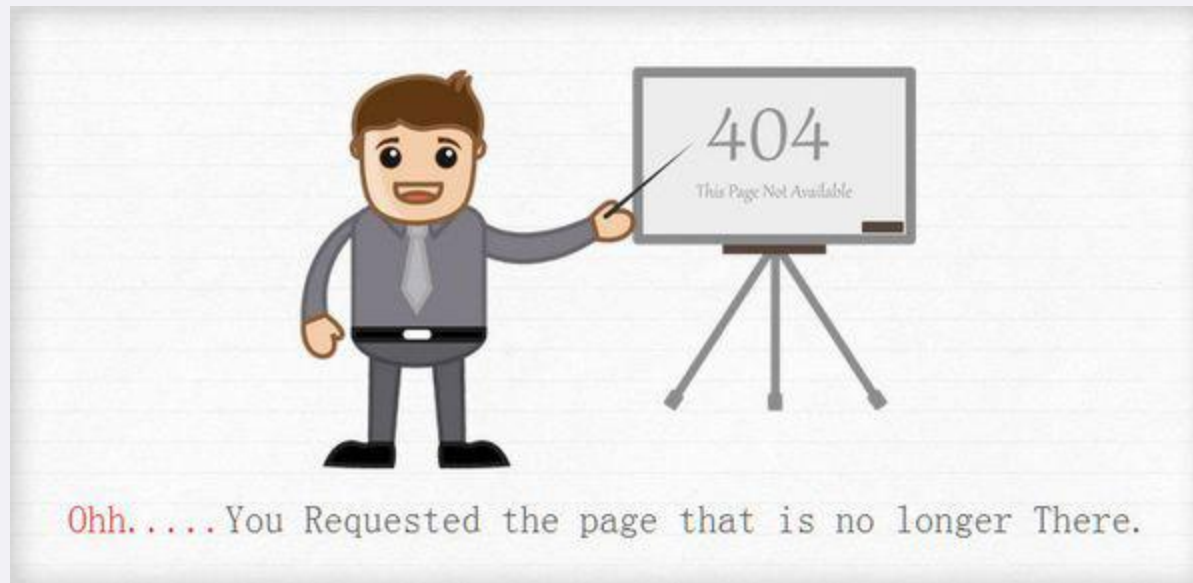 404
This Page Not Available
Ohh.....You Requested the page that is no longer There.